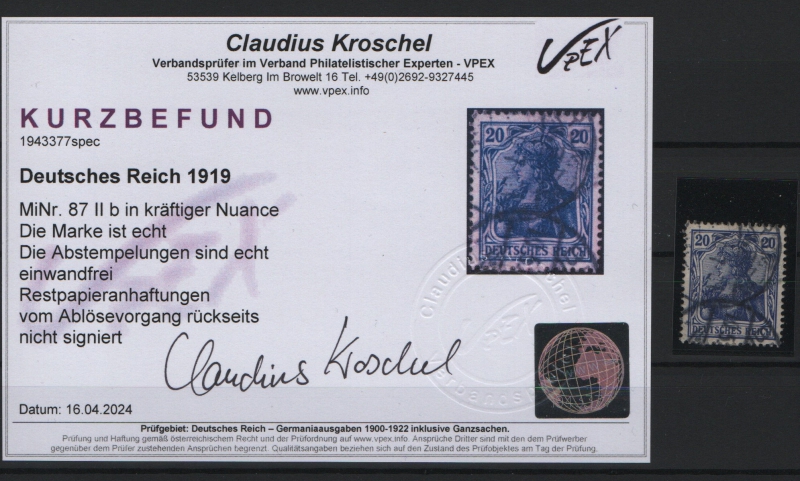 Claudius Kroschel
Verbandsprüfer im Verband Philatelistischer Experten - VPEX
53539 Kelberg Im Browelt 16 Tel. +49(0)2692-9327445
www.vpex.info
VPEX
KURZBEFUND
1943377spec
Deutsches Reich 1919
MiNr. 87 II b in kräftiger Nuance
Die Marke ist echt
Die Abstempelungen sind echt
einwandfrei
Restpapieranhaftungen
vom Ablösevorgang rückseits
nicht signiert
20 20
DEUTSCHES REICH
Claudius Kroschel
Datum: 16.04.2024
Prüfgebiet: Deutsches Reich – Germaniaausgaben 1900-1922 inklusive Ganzsachen.
Prüfung und Haftung gemäß österreichischem Recht und der Prüfordnung auf www.vpex.info. Ansprüche Dritter sind mit dem Prüfwerber
gegenüber dem Prüfer zustehenden Ansprüchen begrenzt. Qualitätsangaben beziehen sich auf den Zustand des Prüfobjektes am Tag der Prüfung.
20 20
DEUTSCHES REICH